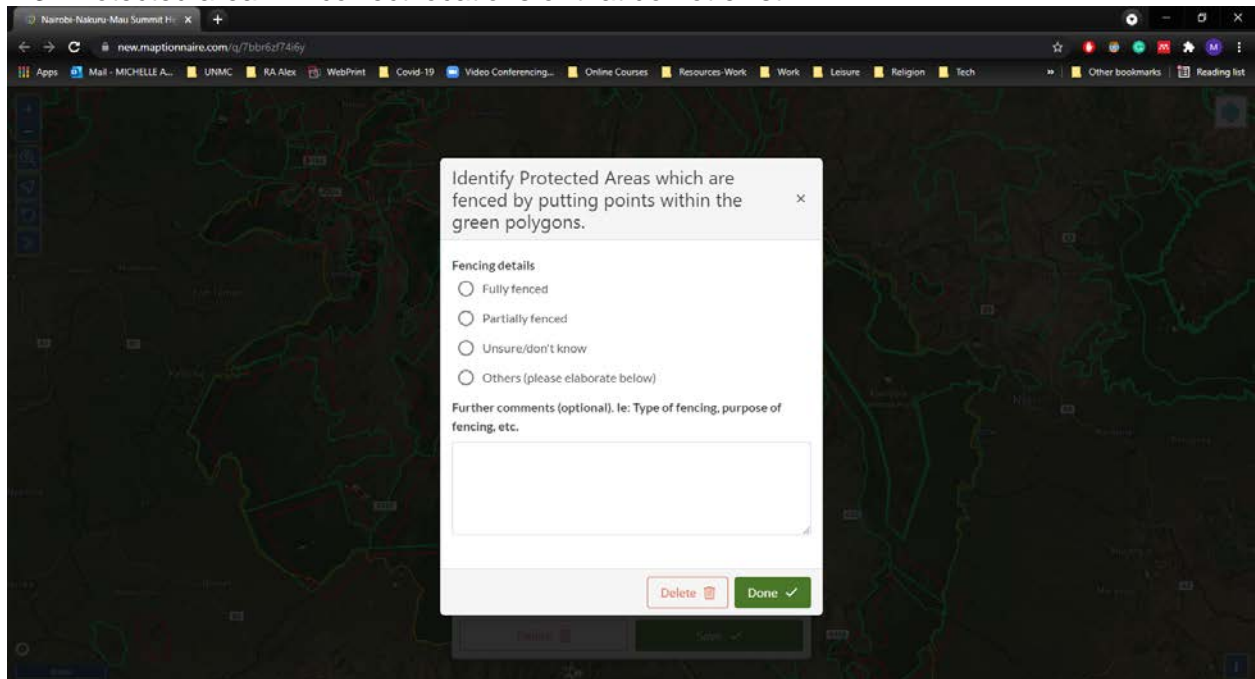 Nairobi-Nakuru-Mau Summit H
new.maptionnaire.com/q/7bbr6zf74i6y
Apps Mail - MICHELLE A... UNMC RA Alex WebPrint Covid-19 Video Conferencing... Online Courses Resources-Work Work Leisure Religion Tech » Other bookmarks Reading list
Identify Protected Areas which are
fenced by putting points within the
green polygons.
Fencing details
Fully fenced
Partially fenced
Unsure/don't know
Others (please elaborate below)
Further comments (optional). Ie: Type of fencing, purpose of
fencing, etc.
Delete Done
Delete Save